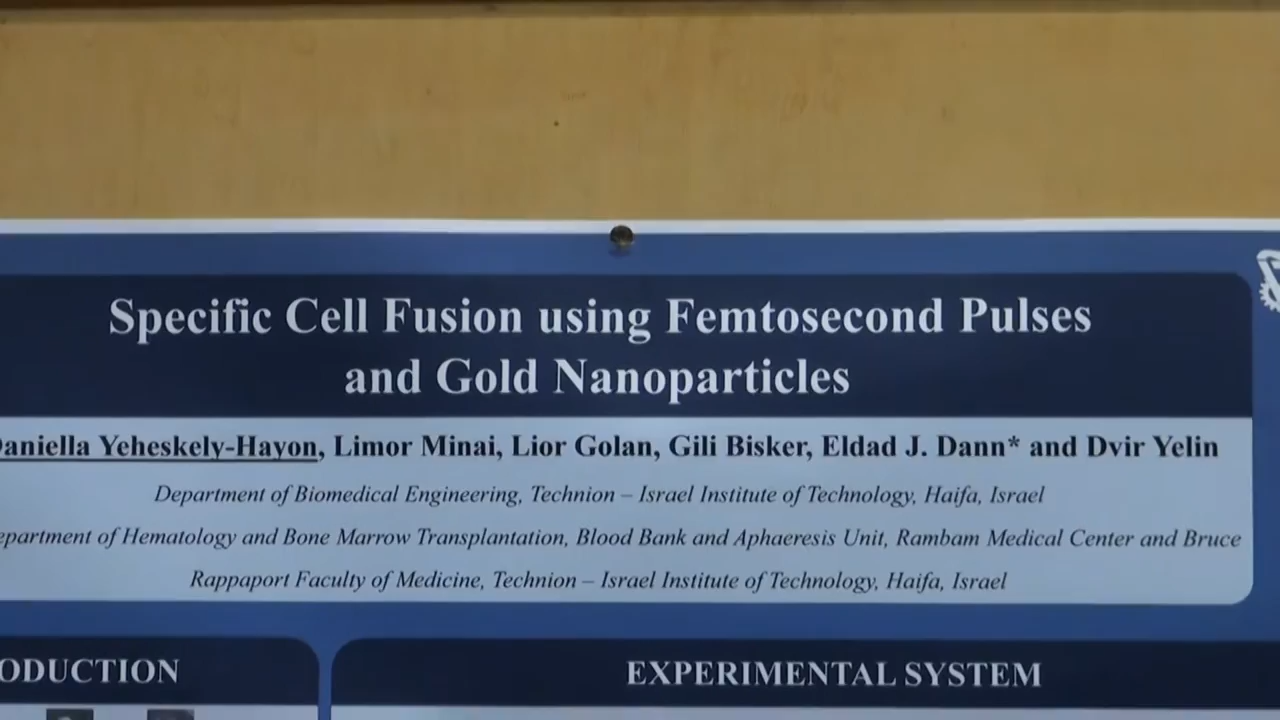 Specific Cell Fusion using Femtosecond Pulses
and Gold Nanoparticles
aniella Yeheskely-Hayon, Limor Minai, Lior Golan, Gili Bisker, Eldad J. Dann* and Dvir Yelin
Department of Biomedical Engineering, Technion – Israel Institute of Technology, Haifa, Israel
epartment of Hematology and Bone Marrow Transplantation, Blood Bank and Aphaeresis Unit, Rambam Medical Center and Bruce
Rappaport Faculty of Medicine, Technion – Israel Institute of Technology, Haifa, Israel
ODUCTION
EXPERIMENTAL SYSTEM